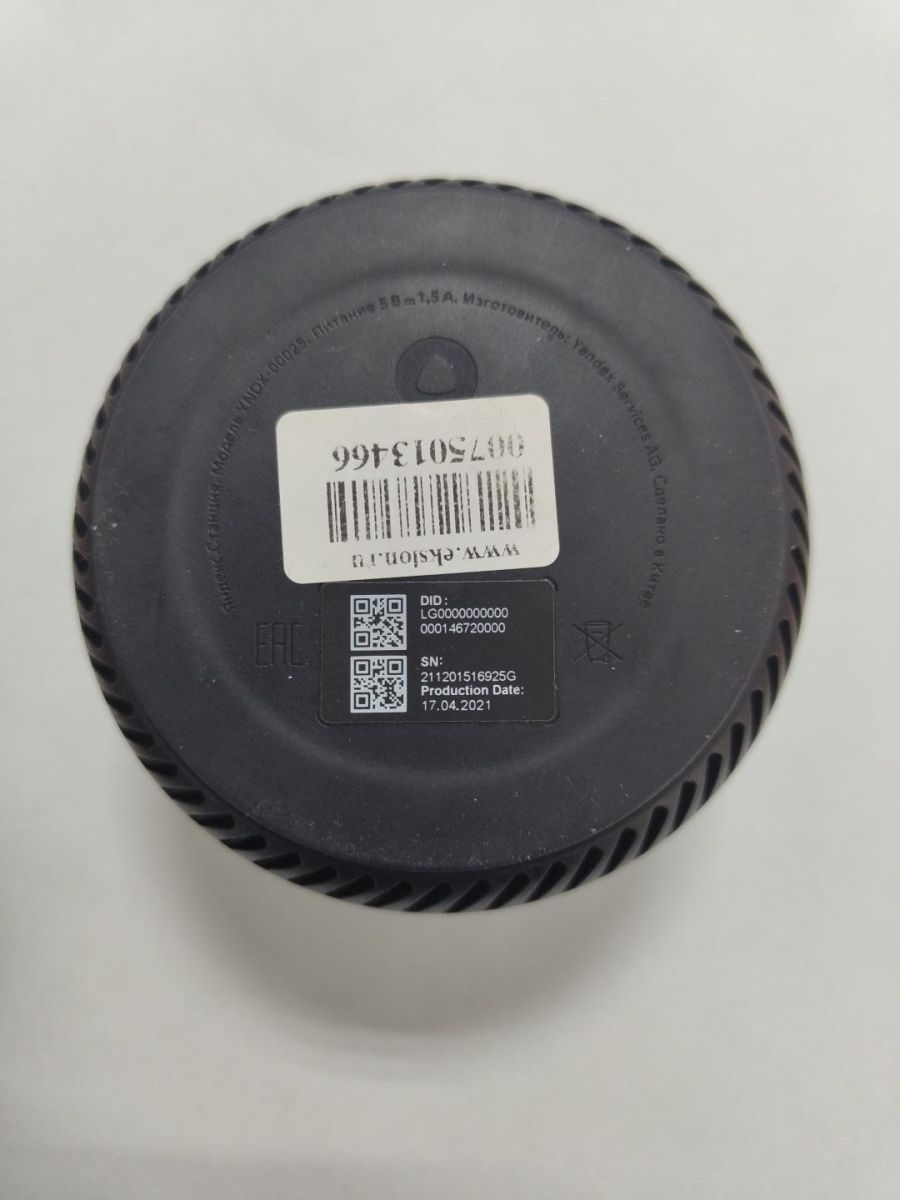 Яндекс.Станция. Модель YNDX-00025. Питание 5 В = 1,5 А. Изготовитель: Yandex Services AG. Сделано в Китае
0075013466
www.eksion.ru
EAC
DID:
LG0000000000
000146720000
SN:
211201516925G
Production Date:
17.04.2021